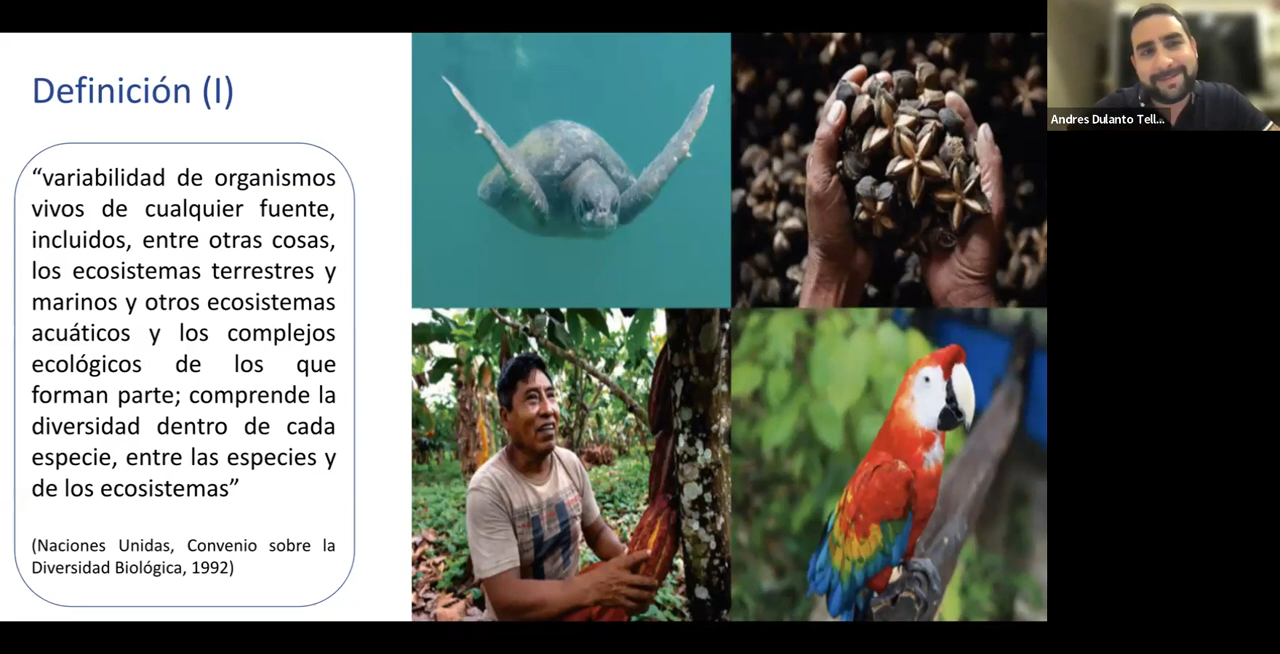 Definición (I)
“variabilidad de organismos
vivos de cualquier fuente,
incluidos, entre otras cosas,
los ecosistemas terrestres y
marinos y otros ecosistemas
acuáticos y los complejos
ecológicos de los que
forman parte; comprende la
diversidad dentro de cada
especie, entre las especies y
de los ecosistemas”
(Naciones Unidas, Convenio sobre la
Diversidad Biológica, 1992)
Andres Dulanto Tell...